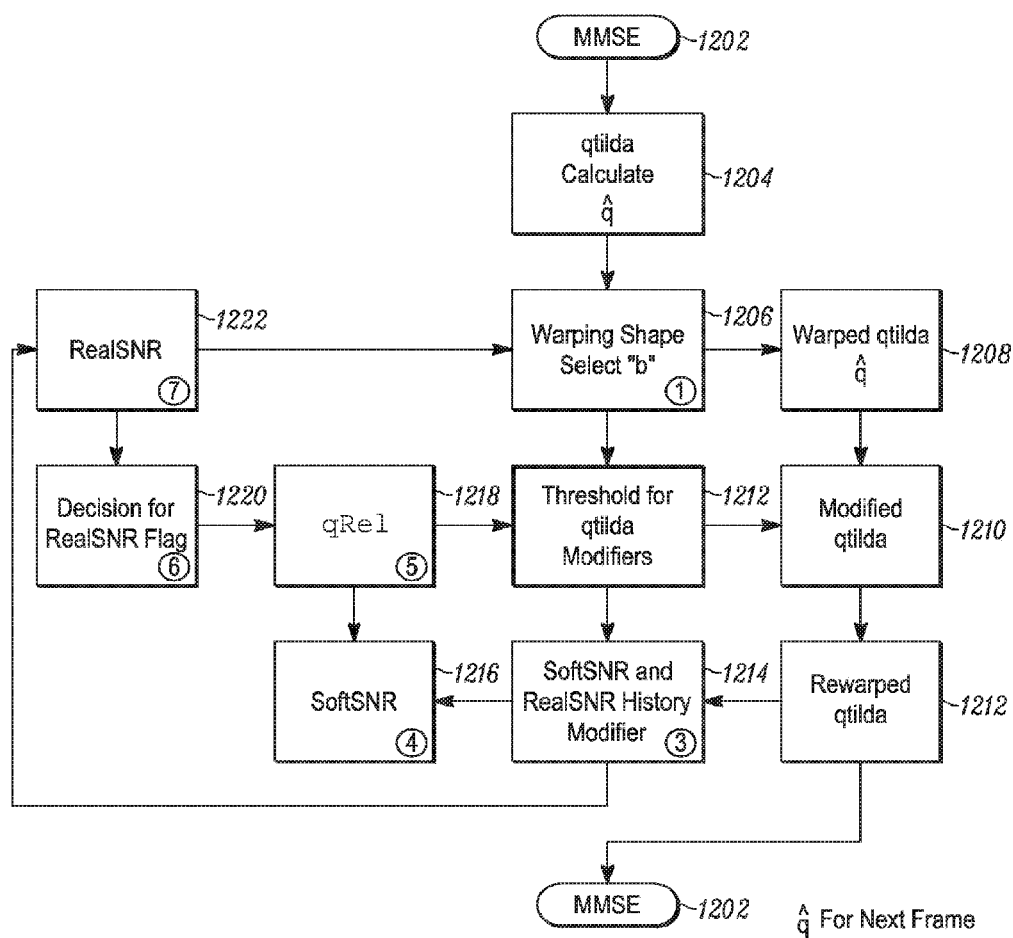 MMSE
1202
qtilda
Calculate
q̂
1204
RealSNR
⑦
1222
Warping Shape
Select "b"
①
1206
Warped qtilda
q̂
1208
Decision for
RealSNR Flag
⑥
1220
qRel
⑤
1218
Threshold for
qtilda
Modifiers
1212
Modified
qtilda
1210
SoftSNR
④
1216
SoftSNR and
RealSNR History
Modifier
③
1214
Rewarped
qtilda
1212
MMSE
1202
q̂ For Next Frame